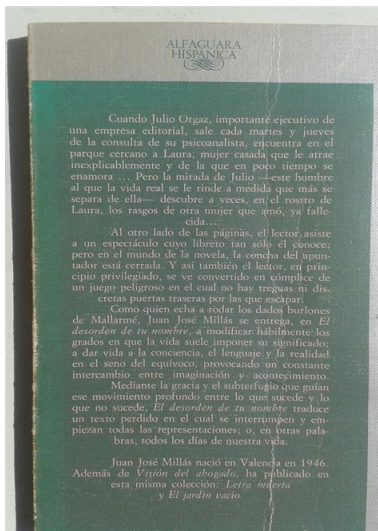 ALFAGUARA
HISPANICA
Cuando Julio Orgaz, importante ejecutivo de
una empresa editorial, sale cada martes y jueves
de la consulta de su psicoanalista, encuentra en el
parque cercano a Laura, mujer casada que le atrae
inexplicablemente y de la que en poco tiempo se
enamora ... Pero la mirada de Julio —este hombre
al que la vida real se le rinde a medida que más se
separa de ella— descubre a veces, en el rostro de
Laura, los rasgos de otra mujer que amó, ya falle-
cida...
Al otro lado de las páginas, el lector asiste
a un espectáculo cuyo libreto tan sólo él conoce;
pero en el mundo de la novela, la concha del apun-
tador está cerrada. Y así también el lector, en prin-
cipio privilegiado, se ve convertido en cómplice de
un juego peligroso en el cual no hay treguas ni dis-
cretas puertas traseras por las que escapar.
Como quien echa a rodar los dados burlones
de Mallarmé, Juan José Millás se entrega, en El
desorden de tu nombre, a modificar hábilmente los
grados en que la vida suele imponer su significado;
a dar vida a la conciencia, el lenguaje y la realidad
en el seno del equívoco, provocando un constante
intercambio entre imaginación y acontecimiento.
Mediante la gracia y el subterfugio que guían
ese movimiento profundo entre lo que sucede y lo
que no sucede, El desorden de tu nombre traduce
un texto perdido en el cual se interrumpen y em-
piezan todas las representaciones; o, en otras pala-
bras, todos los días de nuestra vida.
Juan José Millás nació en Valencia en 1946.
Además de Visión del ahogado, ha publicado en
esta misma colección: Letra muerta
y El jardín vacío